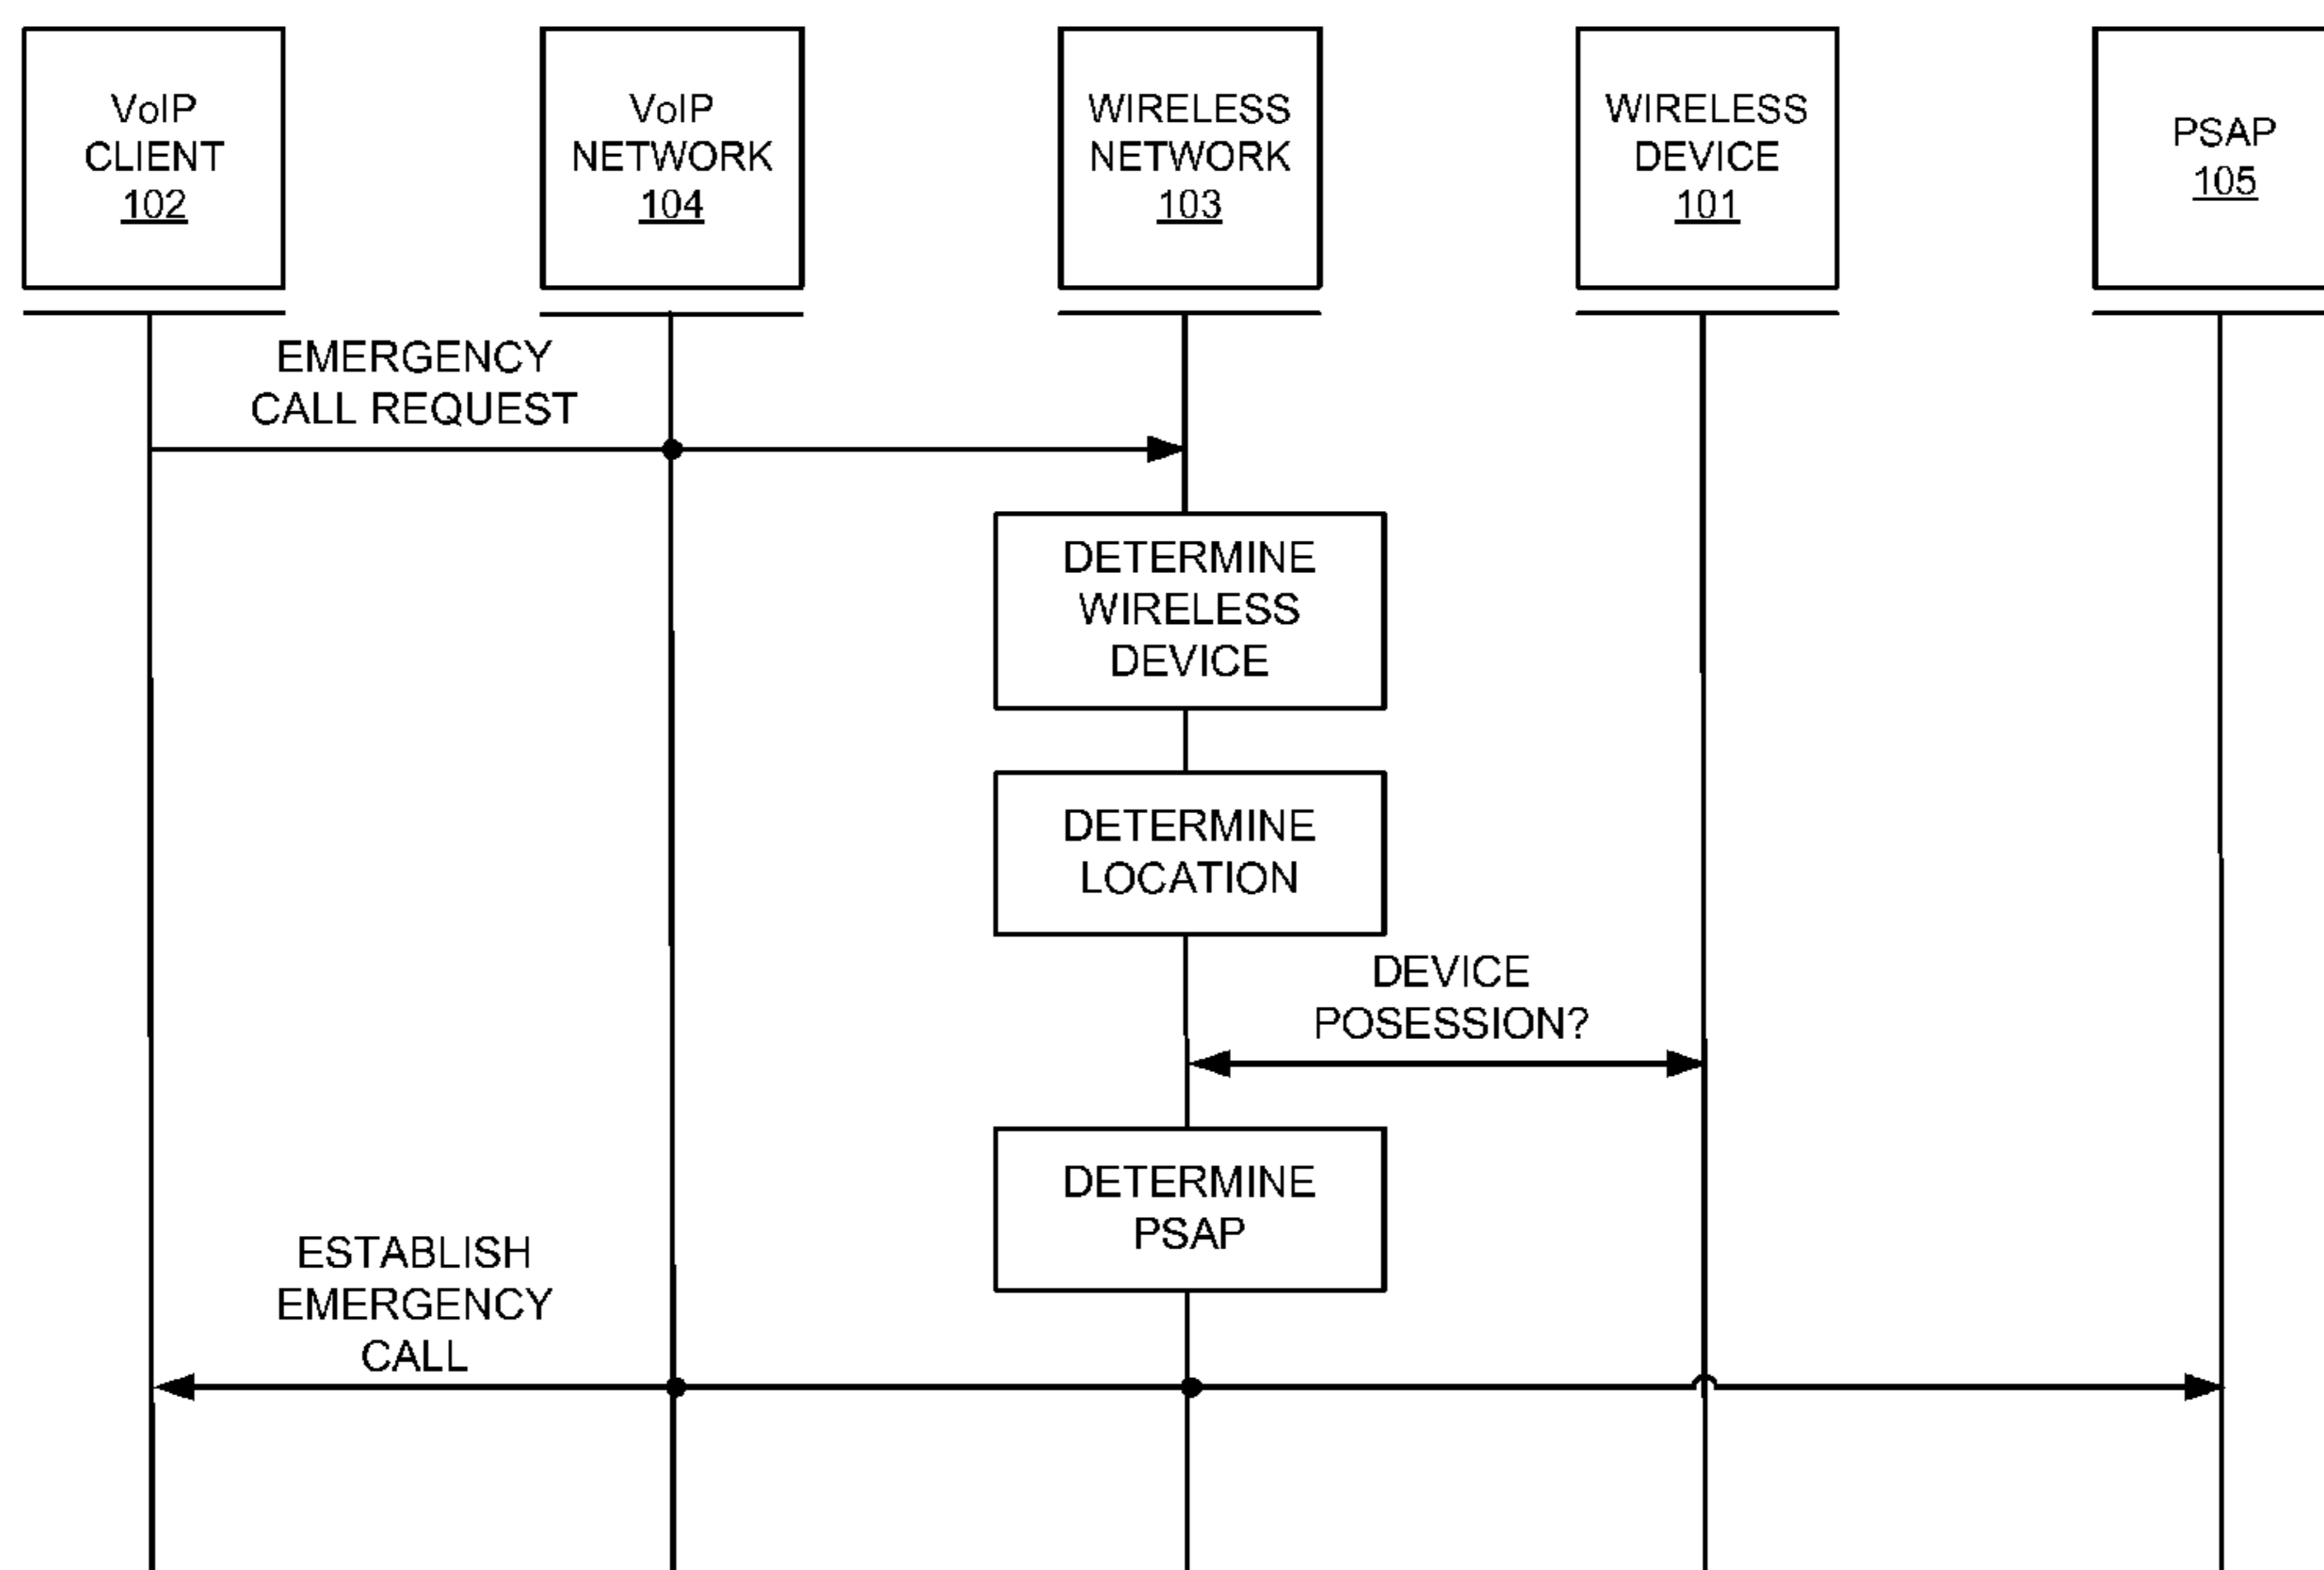 VoIP
CLIENT
102
VoIP
NETWORK
104
WIRELESS
NETWORK
103
WIRELESS
DEVICE
101
PSAP
105
EMERGENCY
CALL REQUEST
DETERMINE
WIRELESS
DEVICE
DETERMINE
LOCATION
DEVICE
POSESSION?
DETERMINE
PSAP
ESTABLISH
EMERGENCY
CALL